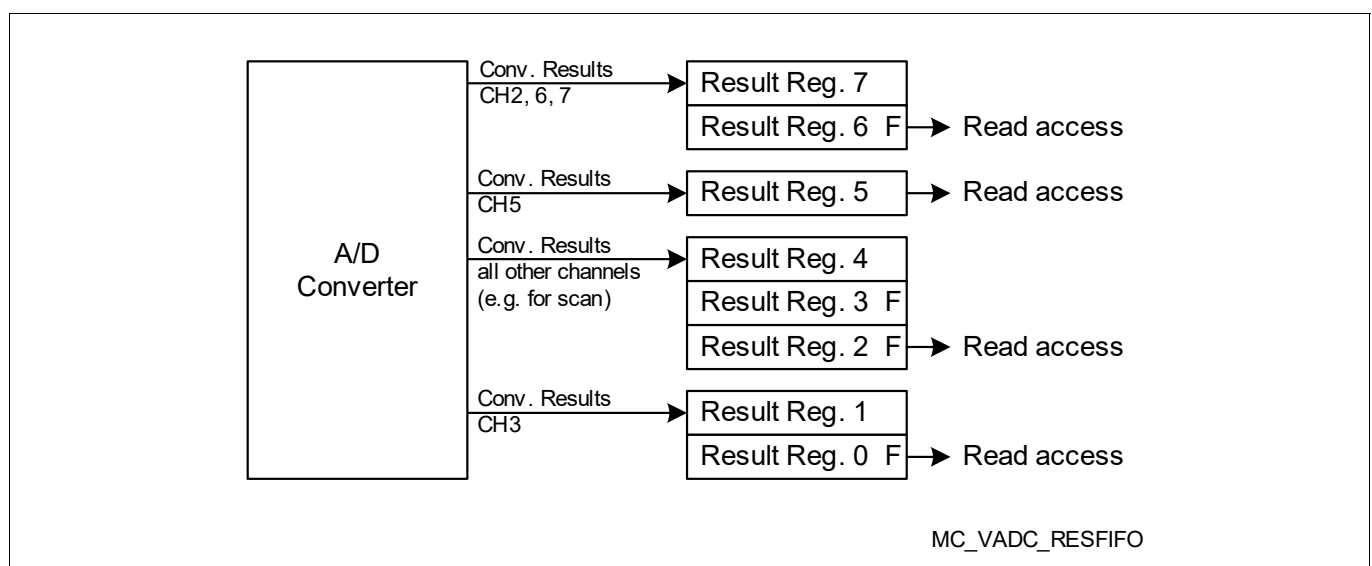 A/D
Converter
Conv. Results
CH2, 6, 7
Result Reg. 7
Result Reg. 6 F
Read access
Conv. Results
CH5
Result Reg. 5
Read access
Conv. Results
all other channels
(e.g. for scan)
Result Reg. 4
Result Reg. 3 F
Result Reg. 2 F
Read access
Conv. Results
CH3
Result Reg. 1
Result Reg. 0 F
Read access
MC_VADC_RESFIFO